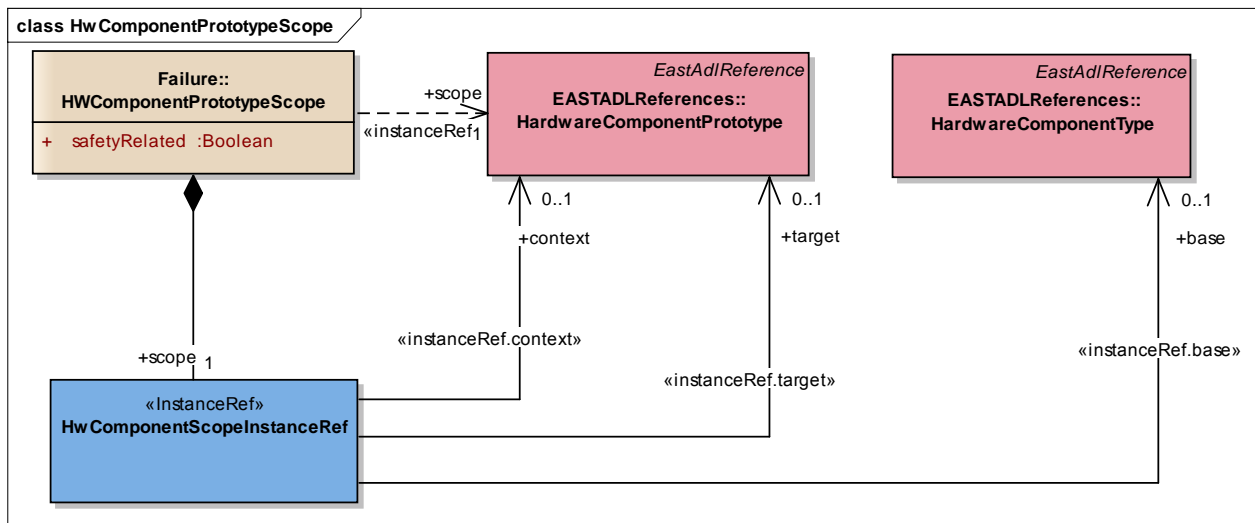 class HwComponentPrototypeScope
Failure::
HWComponentPrototypeScope
+ safetyRelated :Boolean
+scope
«instanceRef»
1
EastAdlReference
EASTADLReferences::
HardwareComponentPrototype
EastAdlReference
EASTADLReferences::
HardwareComponentType
0..1
+context
0..1
+target
0..1
+base
«instanceRef.context»
«instanceRef.target»
«instanceRef.base»
+scope 1
«InstanceRef»
HwComponentScopeInstanceRef